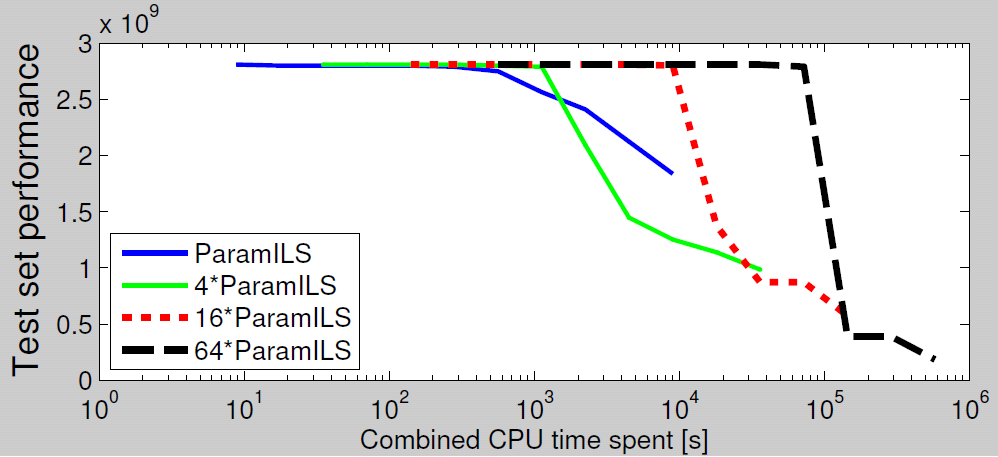 x 10^9
Test set performance
3
2.5
2
1.5
1
0.5
0
ParamILS
4*ParamILS
16*ParamILS
64*ParamILS
10^0
10^1
10^2
10^3
10^4
10^5
10^6
Combined CPU time spent [s]